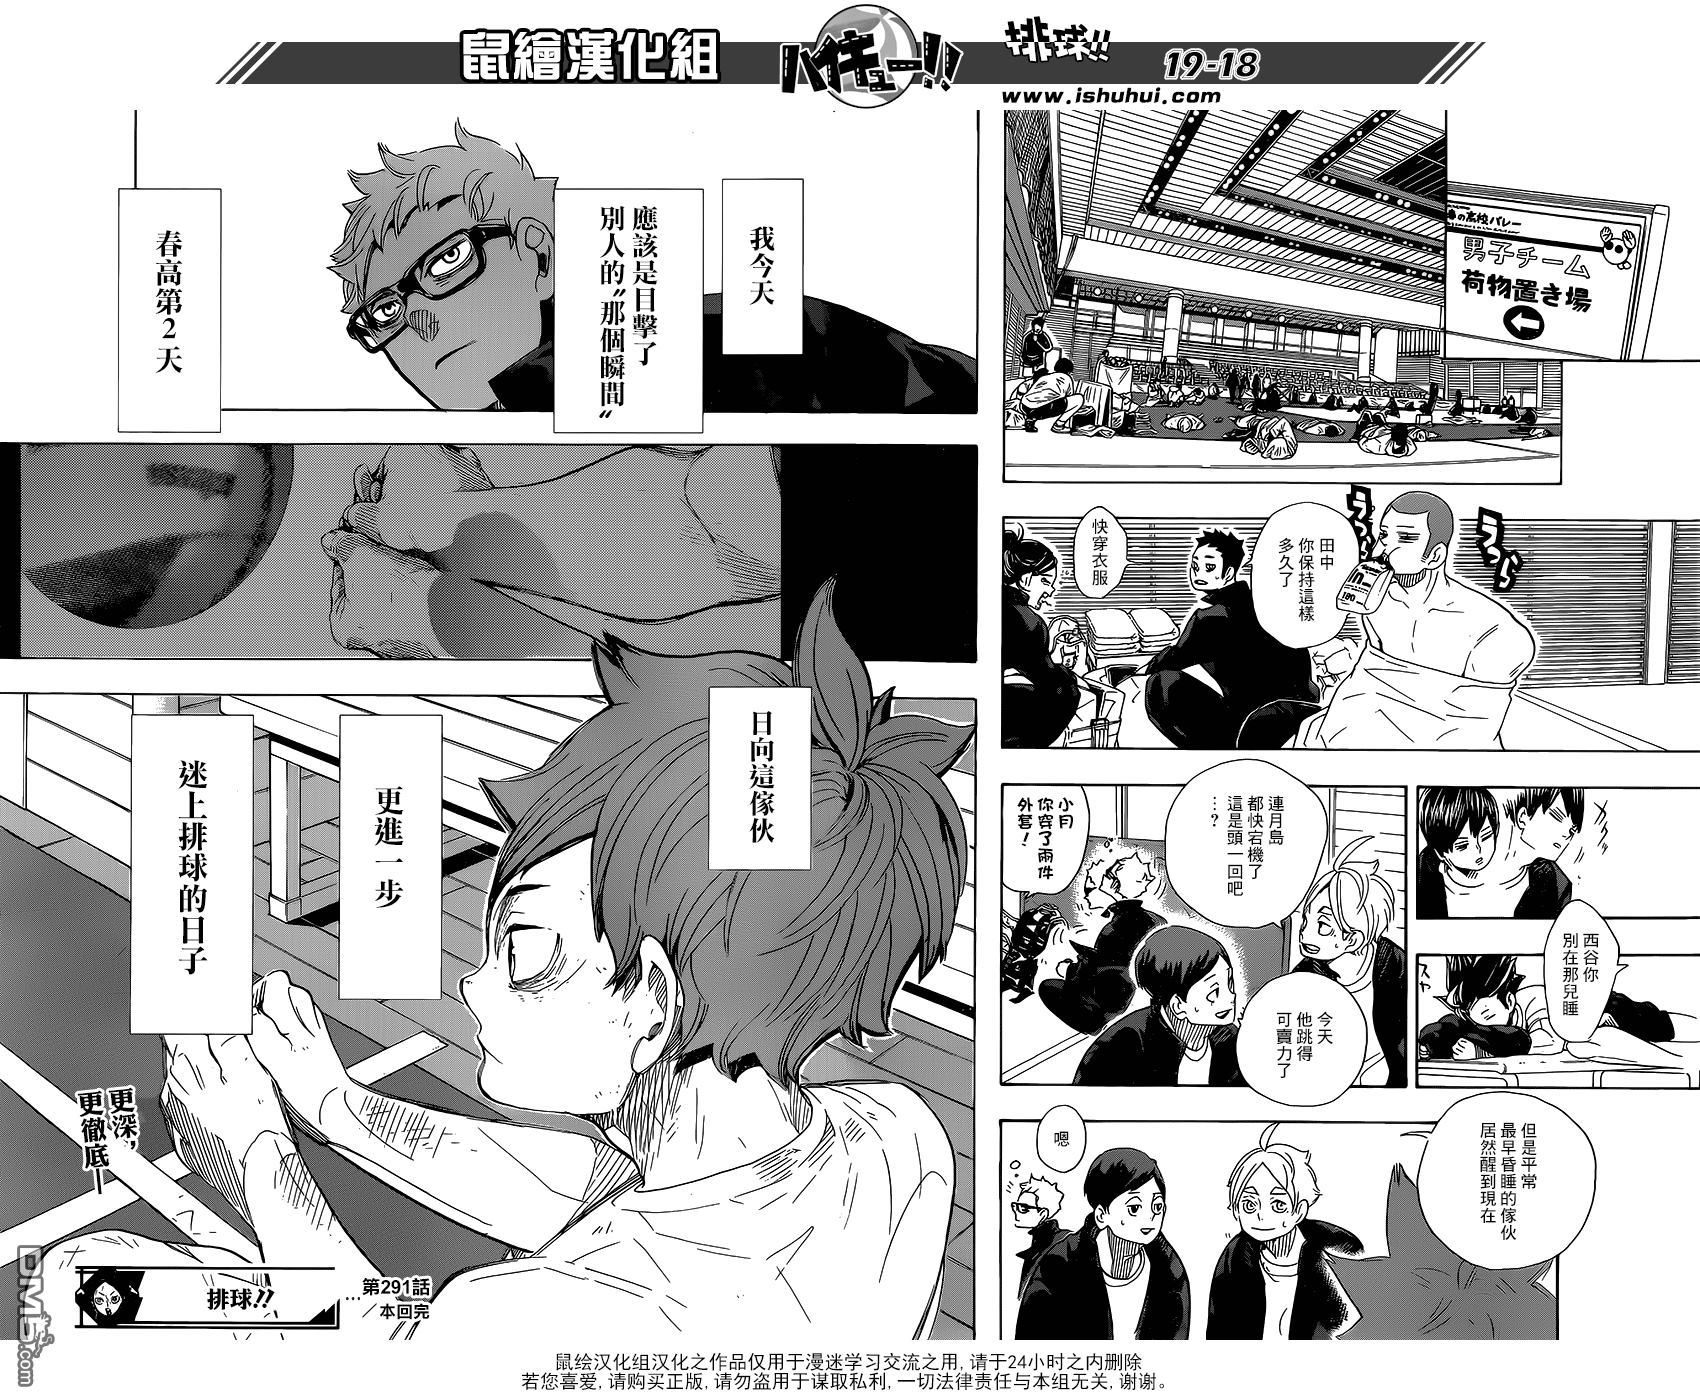 鼠繪漢化組
ハイキュー!!
排球!!
19-18
www.ishuhui.com
春の高校バレー
男子チーム
荷物置き場
田中
你保持這樣
多久了
快穿衣服
西谷你
別在那兒睡
連月島
都快宕機了
這是頭一回吧
…?
小月
你穿了兩件
外套!
今天
他跳得
可賣力了
但是平常
最早昏睡的傢伙
居然醒到現在
嗯
我今天
應該是目擊了
別人的“那個瞬間”
春高第2天
日向這傢伙
更進一步
迷上排球的日子
更深,
更徹底——
排球!!
…第291話
／本回完
DM5.com
鼠绘汉化组汉化之作品仅用于漫迷学习交流之用, 请于24小时之内删除
若您喜爱, 请购买正版, 请勿盗用于谋取私利, 一切法律责任与本组无关, 谢谢。